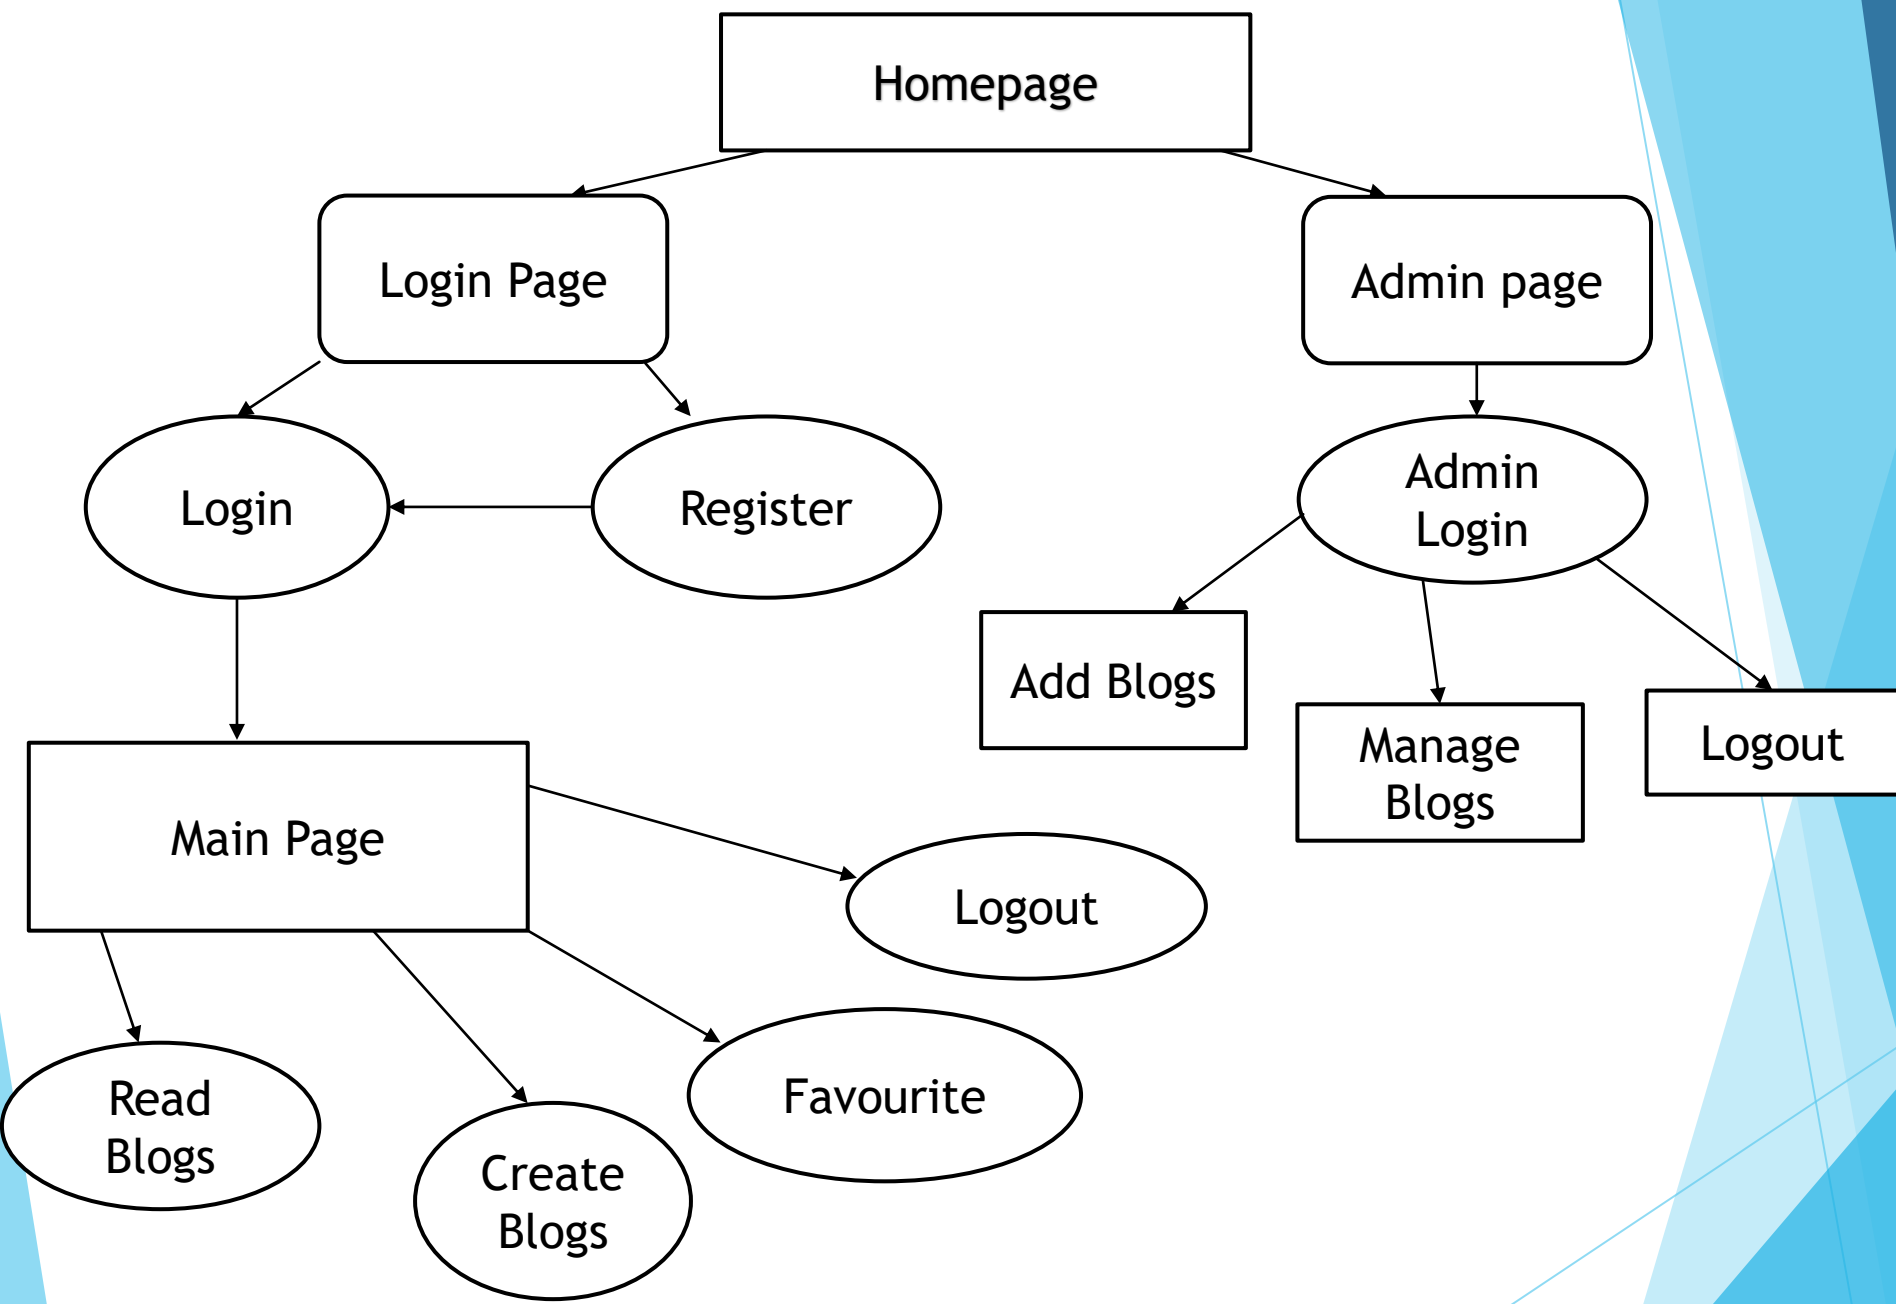 Homepage
Login Page
Admin page
Login
Register
Admin
Login
Add Blogs
Manage
Blogs
Logout
Main Page
Logout
Favourite
Read
Blogs
Create
Blogs